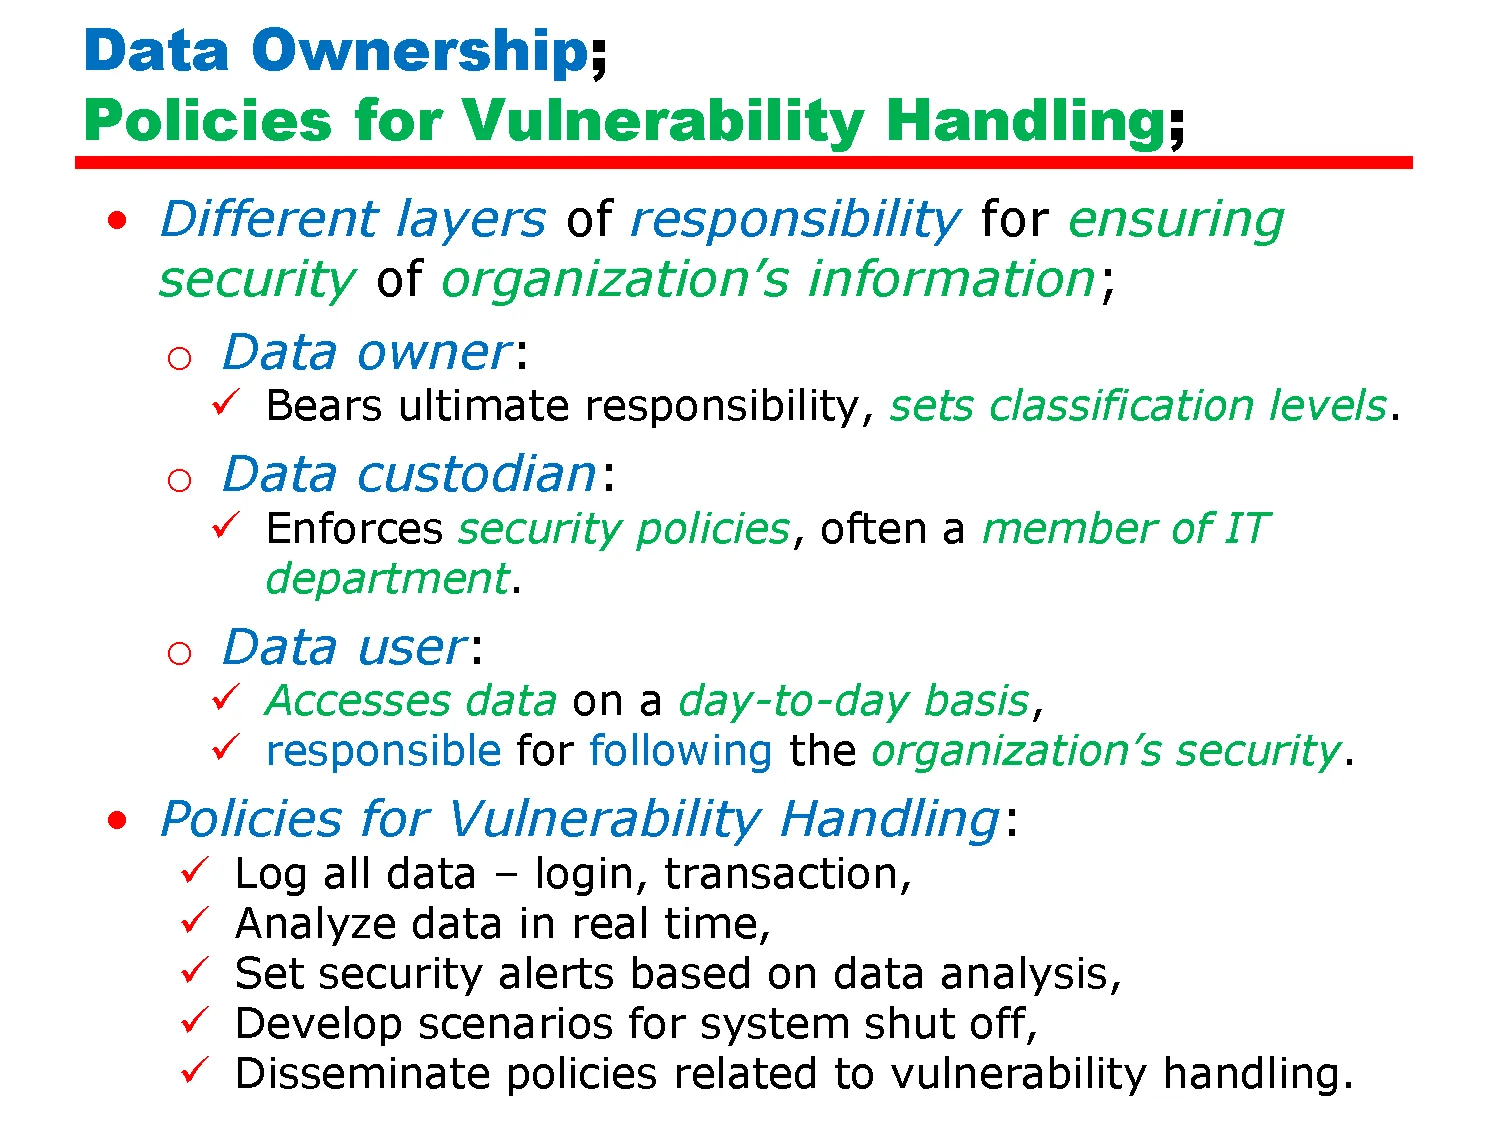 Data Ownership;
Policies for Vulnerability Handling;
• Different layers of responsibility for ensuring
security of organization’s information;
o Data owner:
✓ Bears ultimate responsibility, sets classification levels.
o Data custodian:
✓ Enforces security policies, often a member of IT
department.
o Data user:
✓ Accesses data on a day-to-day basis,
✓ responsible for following the organization’s security.
• Policies for Vulnerability Handling:
✓ Log all data – login, transaction,
✓ Analyze data in real time,
✓ Set security alerts based on data analysis,
✓ Develop scenarios for system shut off,
✓ Disseminate policies related to vulnerability handling.